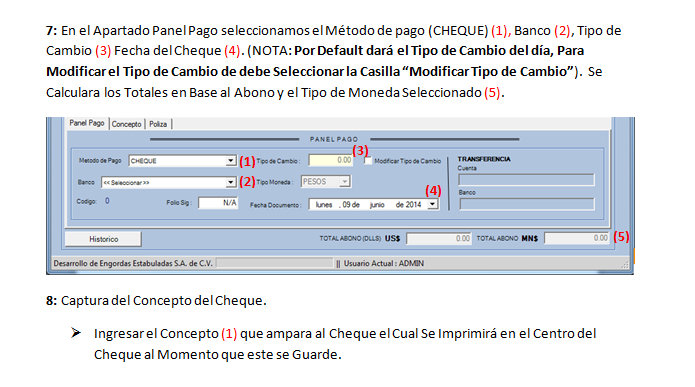 7: En el Apartado Panel Pago seleccionamos el Método de pago (CHEQUE) (1), Banco (2), Tipo de
Cambio (3) Fecha del Cheque (4). (NOTA: Por Default dará el Tipo de Cambio del día, Para
Modificar el Tipo de Cambio de debe Seleccionar la Casilla “Modificar Tipo de Cambio”). Se
Calculara los Totales en Base al Abono y el Tipo de Moneda Seleccionado (5).
Panel Pago Concepto Poliza
PANEL PAGO
(3)
Metodo de Pago CHEQUE (1) Tipo de Cambio : 0.00 Modificar Tipo de Cambio TRANSFERENCIA
Cuenta
Banco << Seleccionar >> (2) Tipo Moneda : PESOS
(4)
Banco
Codigo: 0 Folio Sig : N/A Fecha Documento : lunes , 09 de junio de 2014
Historico TOTAL ABONO (DLLS) US$ 0.00 TOTAL ABONO MN$ 0.00 (5)
Desarrollo de Engordas Estabuladas S.A. de C.V. || Usuario Actual : ADMIN
8: Captura del Concepto del Cheque.
➤ Ingresar el Concepto (1) que ampara al Cheque el Cual Se Imprimirá en el Centro del
Cheque al Momento que este se Guarde.